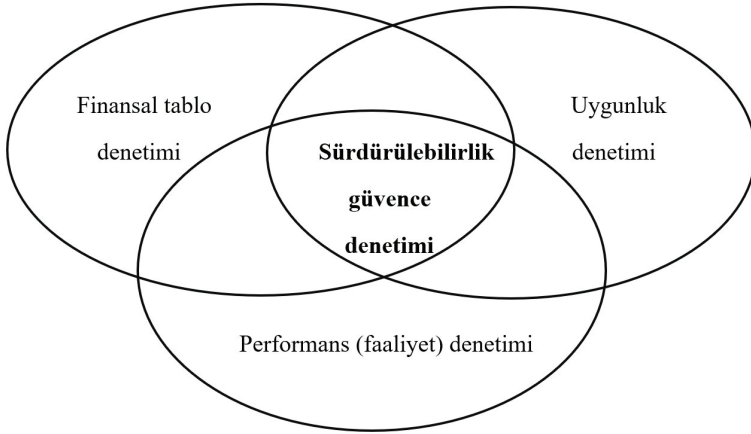 Finansal tablo
denetimi
Uygunluk
denetimi
Sürdürülebilirlik
güvence
denetimi
Performans (faaliyet) denetimi